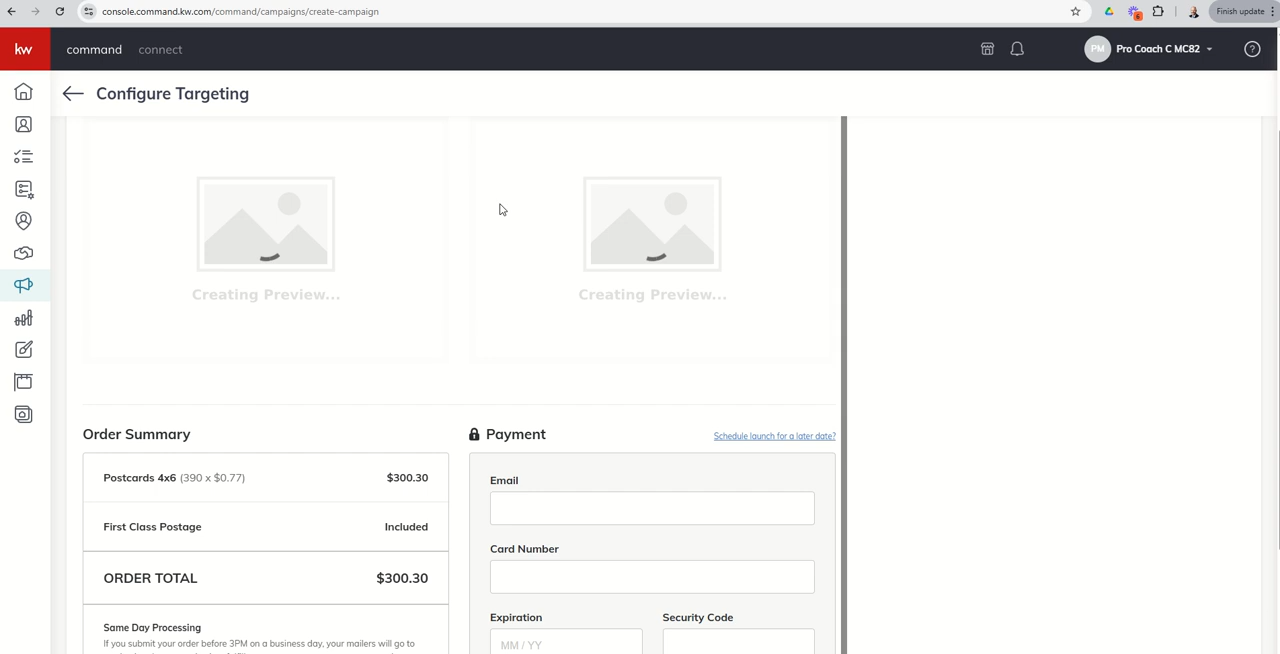 console.command.kw.com/command/campaigns/create-campaign
6
Finish update
kw
command
connect
PM
Pro Coach C MC82
?
Configure Targeting
Creating Preview...
Creating Preview...
Order Summary
Postcards 4x6 (390 x $0.77) $300.30
First Class Postage Included
ORDER TOTAL $300.30
Same Day Processing
If you submit your order before 3PM on a business day, your mailers will go to
Payment
Schedule launch for a later date?
Email
Card Number
Expiration
Security Code
MM / YY